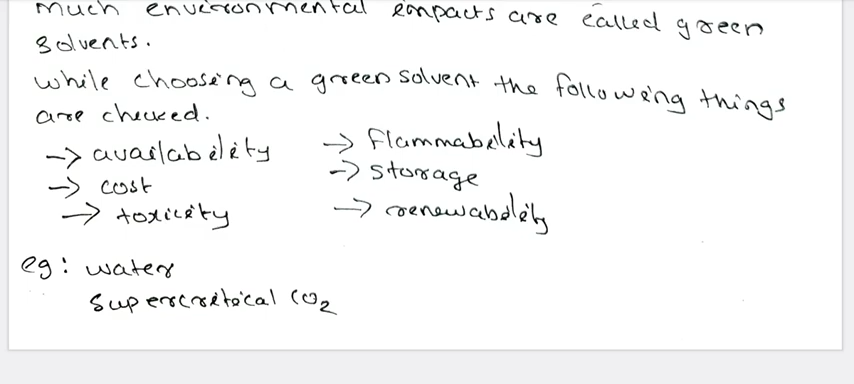 much environmental impacts are called green
solvents.
while choosing a green solvent the following things
are checked.
→ availability → flammability
→ cost → storage
→ toxicity → renewability
eg: water
supercritical CO2